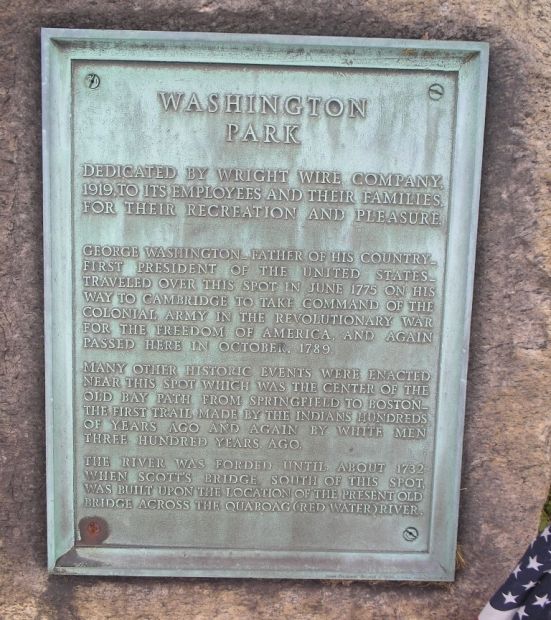 WASHINGTON
PARK
DEDICATED BY WRIGHT WIRE COMPANY,
1919, TO ITS EMPLOYEES AND THEIR FAMILIES,
FOR THEIR RECREATION AND PLEASURE.
GEORGE WASHINGTON_FATHER OF HIS COUNTRY_
FIRST PRESIDENT OF THE UNITED STATES_
TRAVELED OVER THIS SPOT IN JUNE 1775 ON HIS
WAY TO CAMBRIDGE TO TAKE COMMAND OF THE
COLONIAL ARMY IN THE REVOLUTIONARY WAR
FOR THE FREEDOM OF AMERICA, AND AGAIN
PASSED HERE IN OCTOBER, 1789.
MANY OTHER HISTORIC EVENTS WERE ENACTED
NEAR THIS SPOT WHICH WAS THE CENTER OF THE
OLD BAY PATH FROM SPRINGFIELD TO BOSTON_
THE FIRST TRAIL MADE BY THE INDIANS HUNDREDS
OF YEARS AGO AND AGAIN BY WHITE MEN
THREE HUNDRED YEARS AGO.
THE RIVER WAS FORDED UNTIL ABOUT 1732
WHEN SCOTT'S BRIDGE, SOUTH OF THIS SPOT,
WAS BUILT UPON THE LOCATION OF THE PRESENT OLD
BRIDGE ACROSS THE QUABOAG (RED WATER) RIVER.